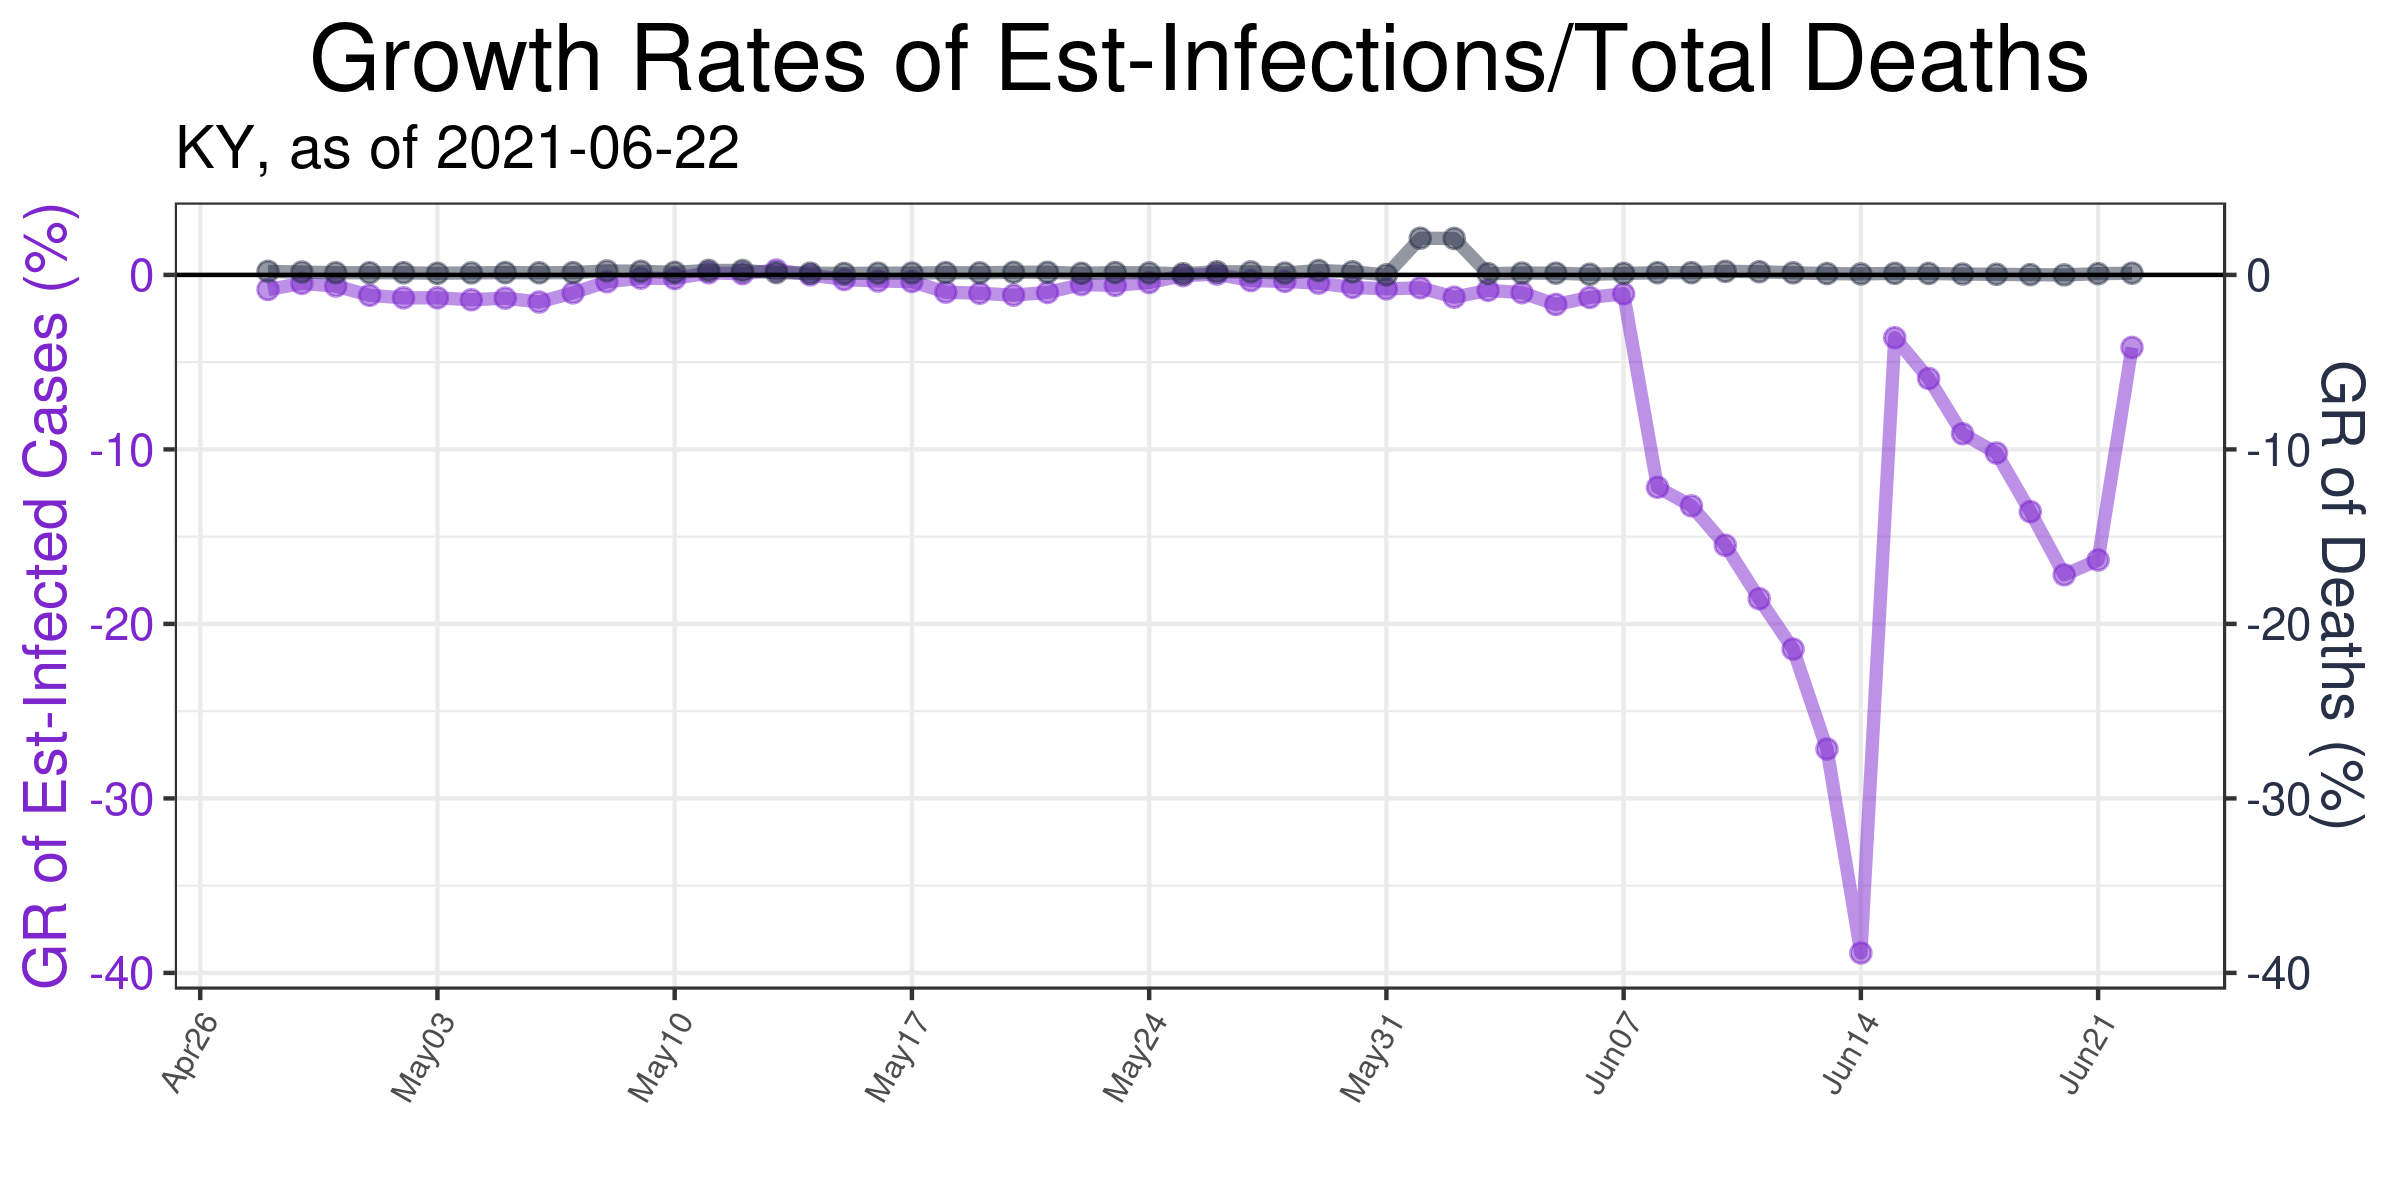 Growth Rates of Est-Infections/Total Deaths
KY, as of 2021-06-22
GR of Est-Infected Cases (%)
0
-10
-20
-30
-40
0
-10
-20
-30
-40
GR of Deaths (%)
Apr26
May03
May10
May17
May24
May31
Jun07
Jun14
Jun21